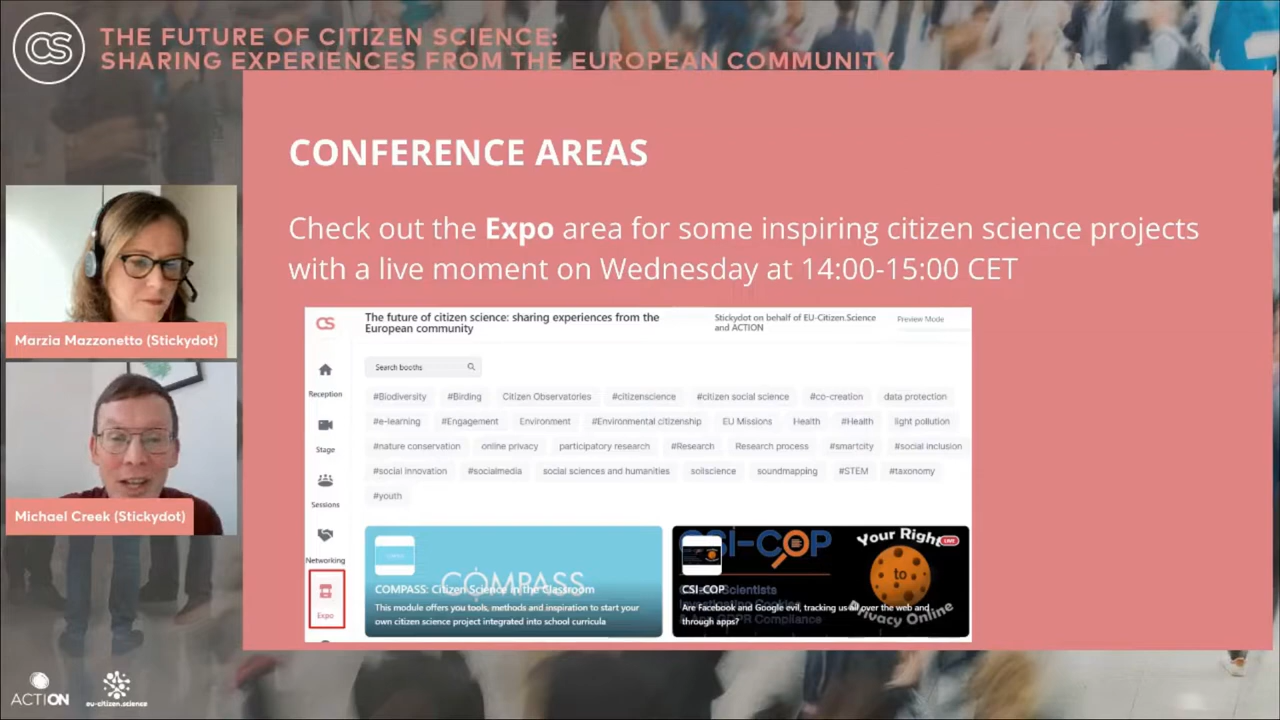 CS
THE FUTURE OF CITIZEN SCIENCE:
SHARING EXPERIENCES FROM THE EUROPEAN COMMUNITY
CONFERENCE AREAS
Check out the Expo area for some inspiring citizen science projects
with a live moment on Wednesday at 14:00-15:00 CET
Marzia Mazzonetto (Stickydot)
Michael Creek (Stickydot)
CS
The future of citizen science: sharing experiences from the
European community
Stickydot on behalf of EU-Citizen.Science
and ACTION
Preview Mode
Reception
Stage
Sessions
Networking
Expo
Search booths
#Biodiversity #Birding Citizen Observatories #citizenscience #citizen social science #co-creation data protection
#e-learning #Engagement Environment #Environmental citizenship EU Missions Health #Health light pollution
#nature conservation online privacy participatory research #Research Research process #smartcity #social inclusion
#social innovation #socialmedia social sciences and humanities soliscience soundmapping #STEM #taxonomy
#youth
COMPASS
COMPASS: Citizen Science in the Classroom
This module offers you tools, methods and inspiration to start your
own citizen science project integrated into school curricula
CSI-COP
Your Right
LIVE
to
Privacy Online
CSI-COP
Are Facebook and Google evil, tracking us all over the web and
through apps?
ACTION
eu-citizen.science